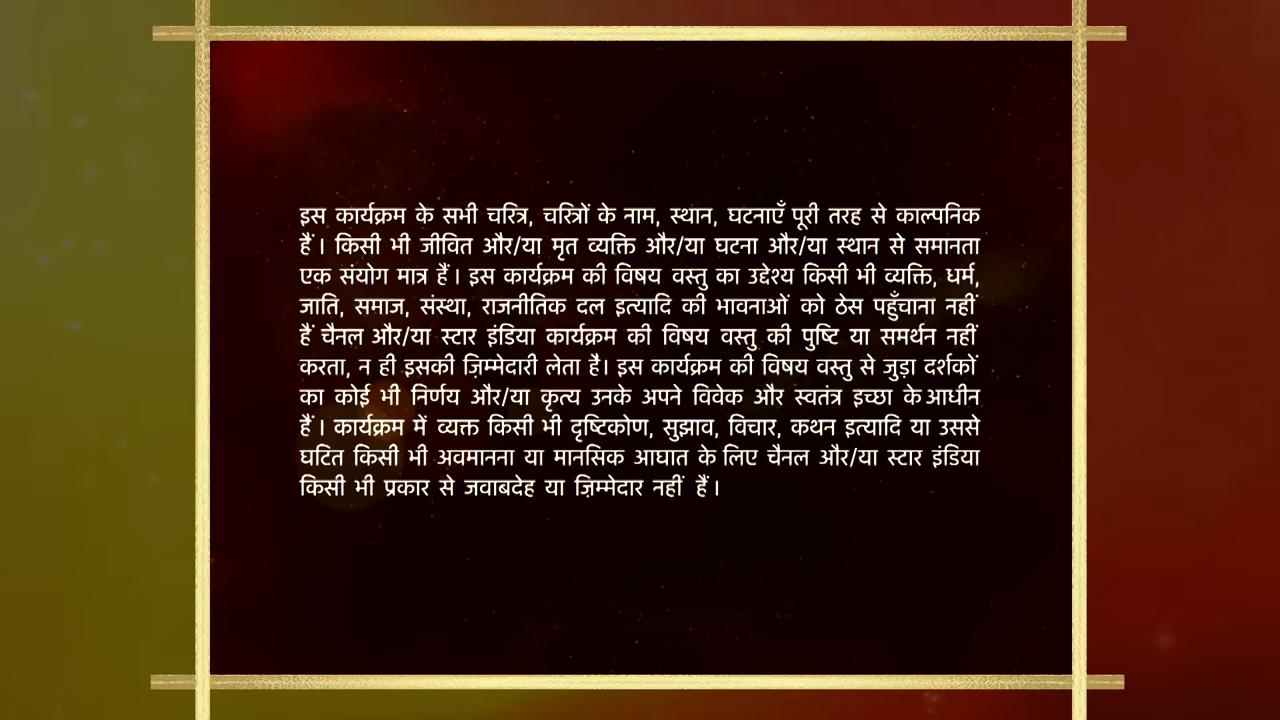 इस कार्यक्रम के सभी चरित्र, चरित्रों के नाम, स्थान, घटनाएँ पूरी तरह से काल्पनिक
हैं। किसी भी जीवित और/या मृत व्यक्ति और/या घटना और/या स्थान से समानता
एक संयोग मात्र हैं। इस कार्यक्रम की विषय वस्तु का उद्देश्य किसी भी व्यक्ति, धर्म,
जाति, समाज, संस्था, राजनीतिक दल इत्यादि की भावनाओं को ठेस पहुँचाना नहीं
हैं चैनल और/या स्टार इंडिया कार्यक्रम की विषय वस्तु की पुष्टि या समर्थन नहीं
करता, न ही इसकी ज़िम्मेदारी लेता है। इस कार्यक्रम की विषय वस्तु से जुड़ा दर्शकों
का कोई भी निर्णय और/या कृत्य उनके अपने विवेक और स्वतंत्र इच्छा के आधीन
हैं। कार्यक्रम में व्यक्त किसी भी दृष्टिकोण, सुझाव, विचार, कथन इत्यादि या उससे
घटित किसी भी अवमानना या मानसिक आघात के लिए चैनल और/या स्टार इंडिया
किसी भी प्रकार से जवाबदेह या ज़िम्मेदार नहीं हैं।